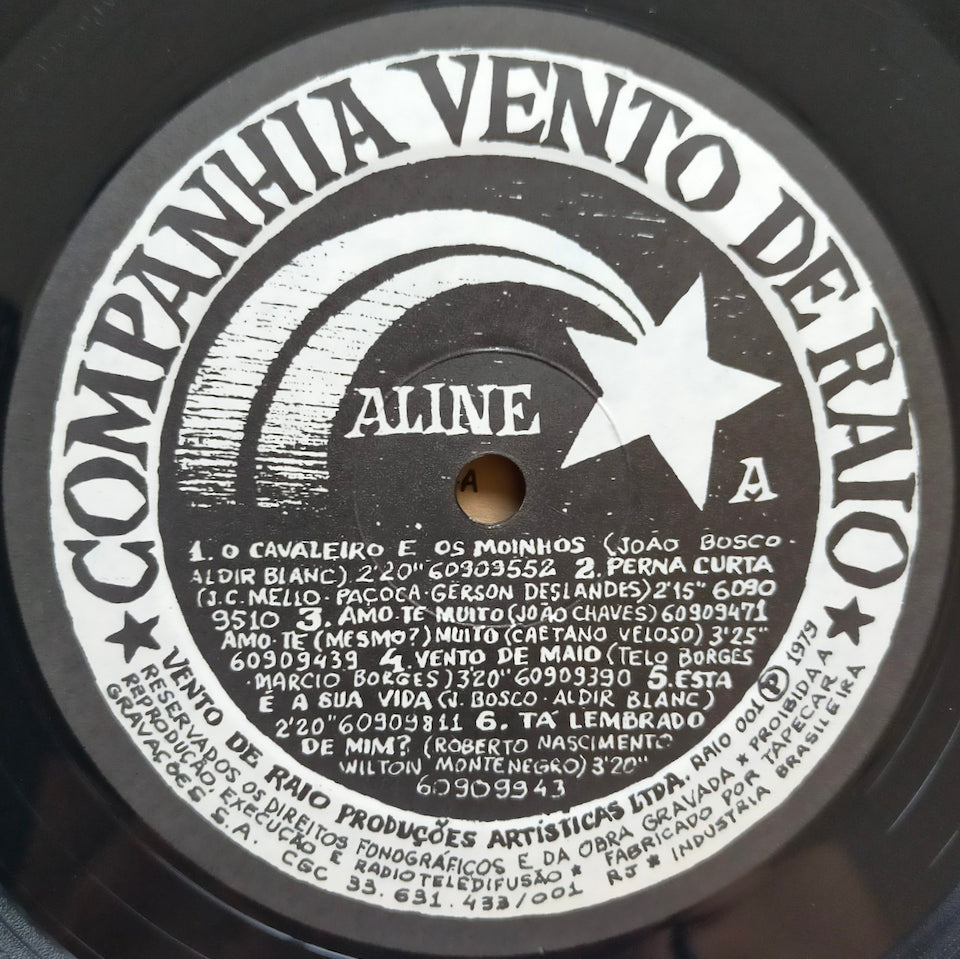 COMPANHIA VENTO DE RAIO
ALINE
A
A
1. O CAVALEIRO E OS MOINHOS (JOÃO BOSCO -
ALDIR BLANC) 2'20" 60909552 2. PERNA CURTA
(J.C. MELLO - PAÇOCA - GERSON DESLANDES) 2'15" 6090
9510 3. AMO-TE MUITO (JOÃO CHAVES) 60909471
AMO-TE (MESMO?) MUITO (CAETANO VELOSO) 3'25"
60909439 4. VENTO DE MAIO (TELO BORGES
- MARCIO BORGES) 3'20" 60909390 5. ESTA
É A SUA VIDA (J. BOSCO - ALDIR BLANC)
2'20" 60909811 6. TÁ LEMBRADO
DE MIM? (ROBERTO NASCIMENTO
WILTON MONTENEGRO) 3'20"
60909943
VENTO DE RAIO PRODUÇÕES ARTÍSTICAS LTDA. RAIO 001 ℗ 1979
RESERVADOS OS DIREITOS FONOGRÁFICOS E DA OBRA GRAVADA * PROIBIDA A
REPRODUÇÃO, EXECUÇÃO E RADIOTELEDIFUSÃO * FABRICADO POR TAPECAR
GRAVAÇÕES S.A. CGC 33.631.433/001 RJ * INDUSTRIA BRASILEIRA